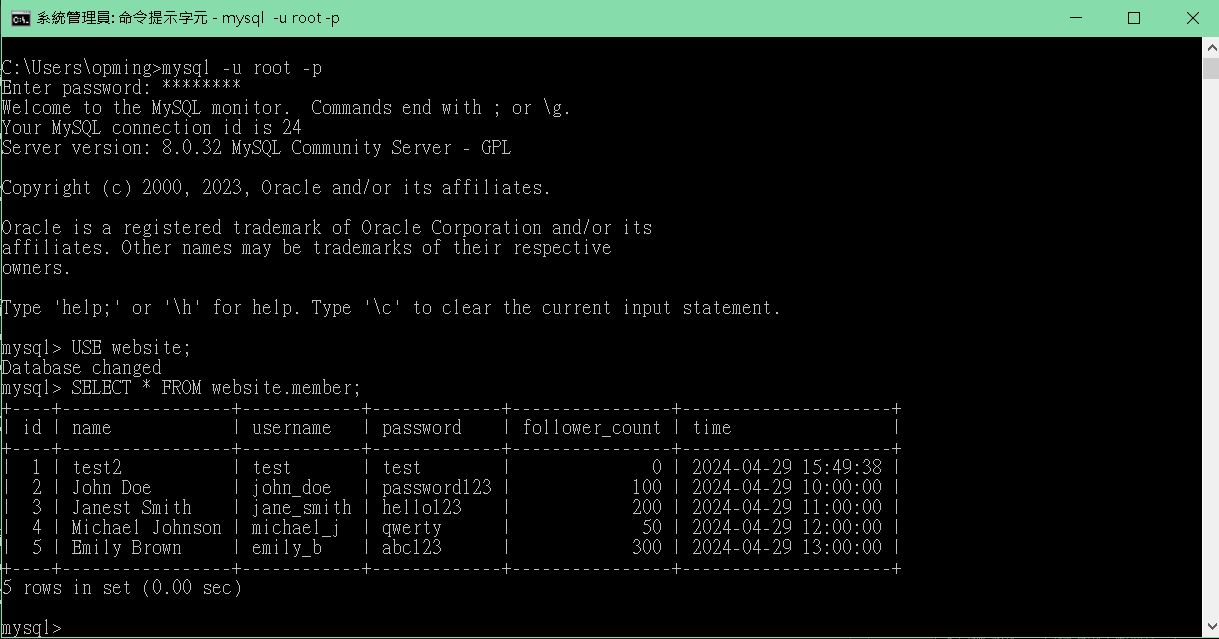 系統管理員: 命令提示字元 - mysql  -u root -p
C:\Users\opming>mysql -u root -p
Enter password: ********
Welcome to the MySQL monitor.  Commands end with ; or \g.
Your MySQL connection id is 24
Server version: 8.0.32 MySQL Community Server - GPL
Copyright (c) 2000, 2023, Oracle and/or its affiliates.
Oracle is a registered trademark of Oracle Corporation and/or its
affiliates. Other names may be trademarks of their respective
owners.
Type 'help;' or '\h' for help. Type '\c' to clear the current input statement.
mysql> USE website;
Database changed
mysql> SELECT * FROM website.member;
+----+-----------------+------------+-------------+----------------+---------------------+
| id | name            | username   | password    | follower_count | time                |
+----+-----------------+------------+-------------+----------------+---------------------+
|  1 | test2           | test       | test        |              0 | 2024-04-29 15:49:38 |
|  2 | John Doe        | john_doe   | password123 |            100 | 2024-04-29 10:00:00 |
|  3 | Janest Smith    | jane_smith | hello123    |            200 | 2024-04-29 11:00:00 |
|  4 | Michael Johnson | michael_j  | qwerty      |             50 | 2024-04-29 12:00:00 |
|  5 | Emily Brown     | emily_b    | abc123      |            300 | 2024-04-29 13:00:00 |
+----+-----------------+------------+-------------+----------------+---------------------+
5 rows in set (0.00 sec)
mysql>